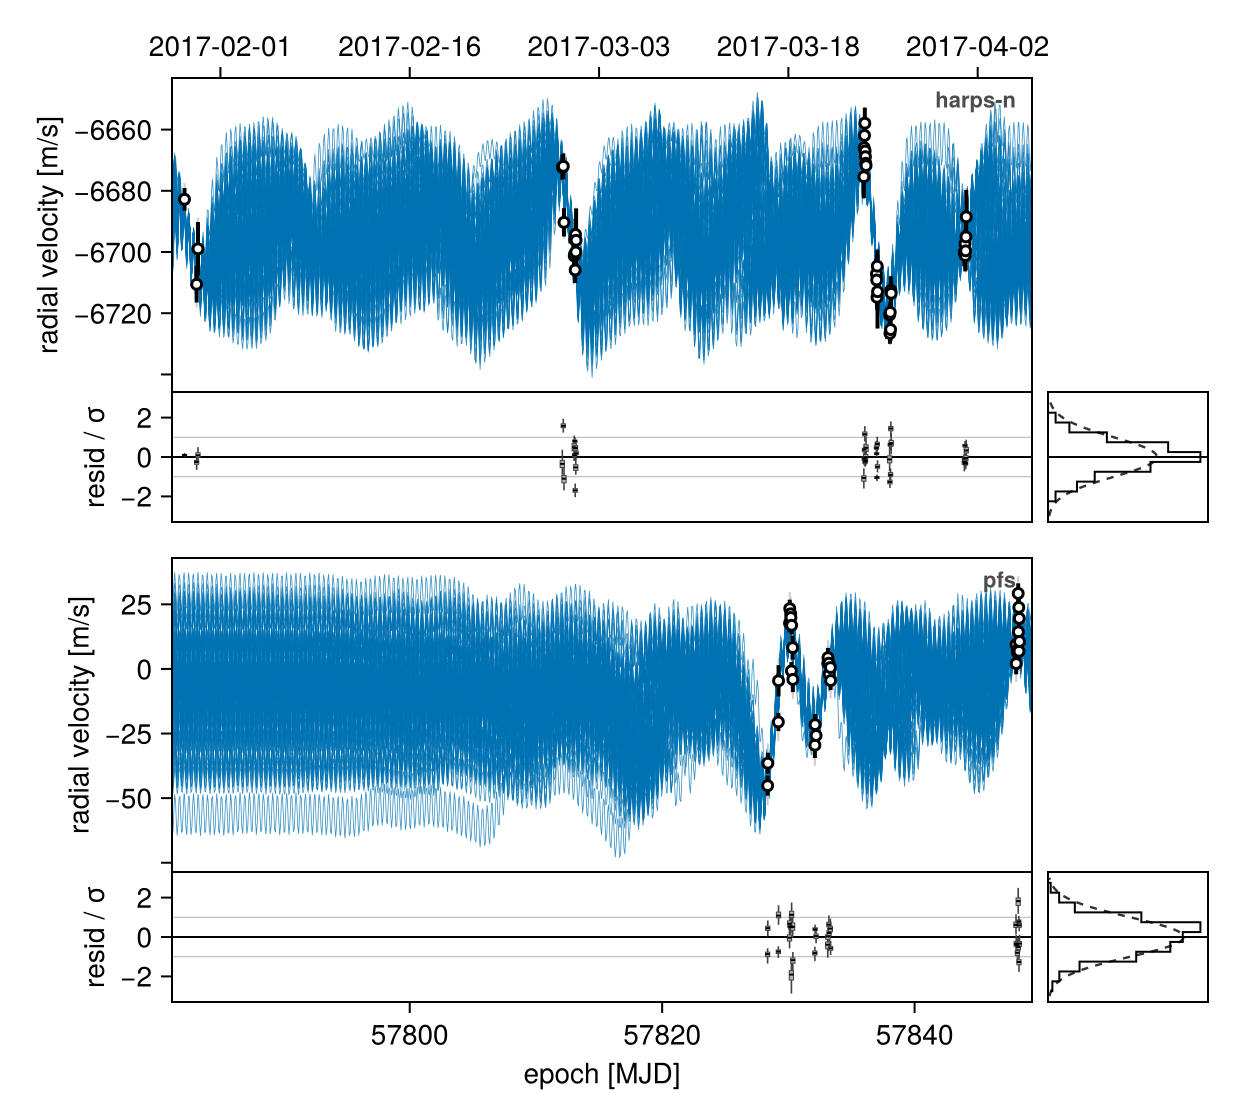 2017-02-01 2017-02-16 2017-03-03 2017-03-18 2017-04-02
harps-n
radial velocity [m/s]
−6660
−6680
−6700
−6720
resid / σ
2
0
−2
pfs
radial velocity [m/s]
25
0
−25
−50
resid / σ
2
0
−2
57800 57820 57840
epoch [MJD]